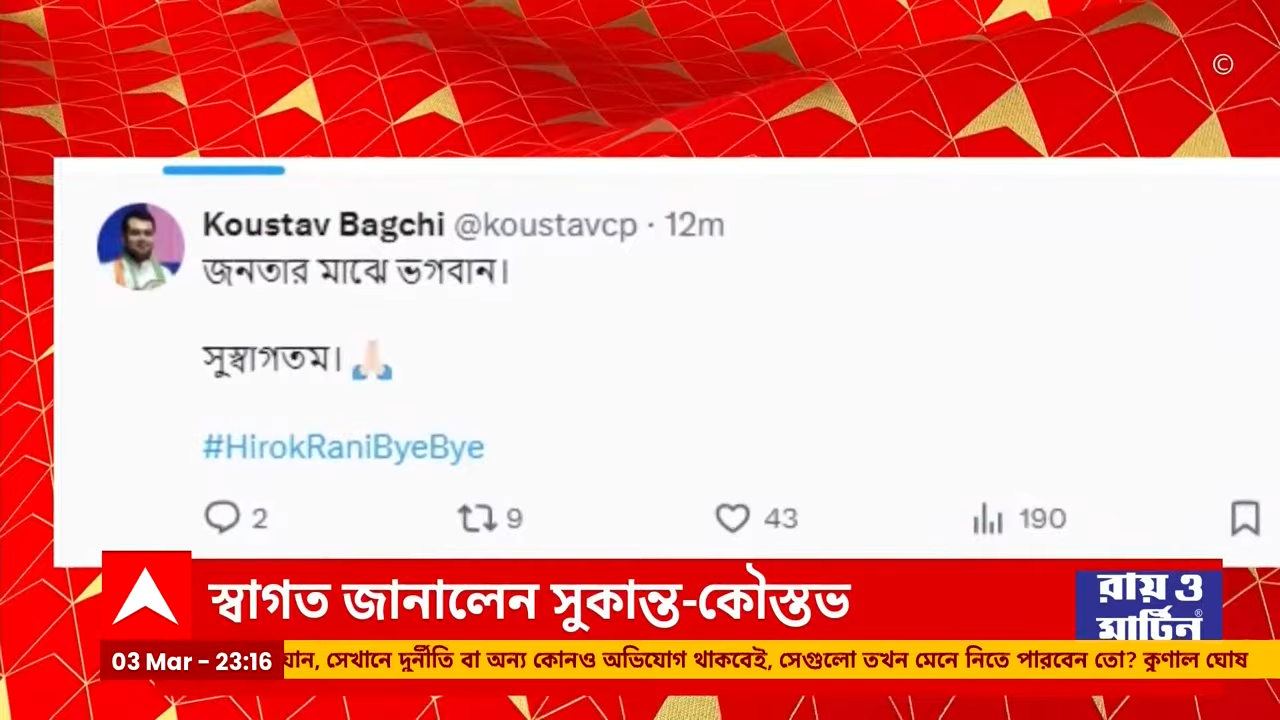 ©
Koustav Bagchi @koustavcp · 12m
জনতার মাঝে ভগবান।
সুস্বাগতম। 🙏🏻
#HirokRaniByeBye
2 9 43 190
স্বাগত জানালেন সুকান্ত-কৌস্তভ
রায় ও
মার্টিন®
03 Mar - 23:16 যান, সেখানে দুর্নীতি বা অন্য কোনও অভিযোগ থাকবেই, সেগুলো তখন মেনে নিতে পারবেন তো? কুণাল ঘোষ